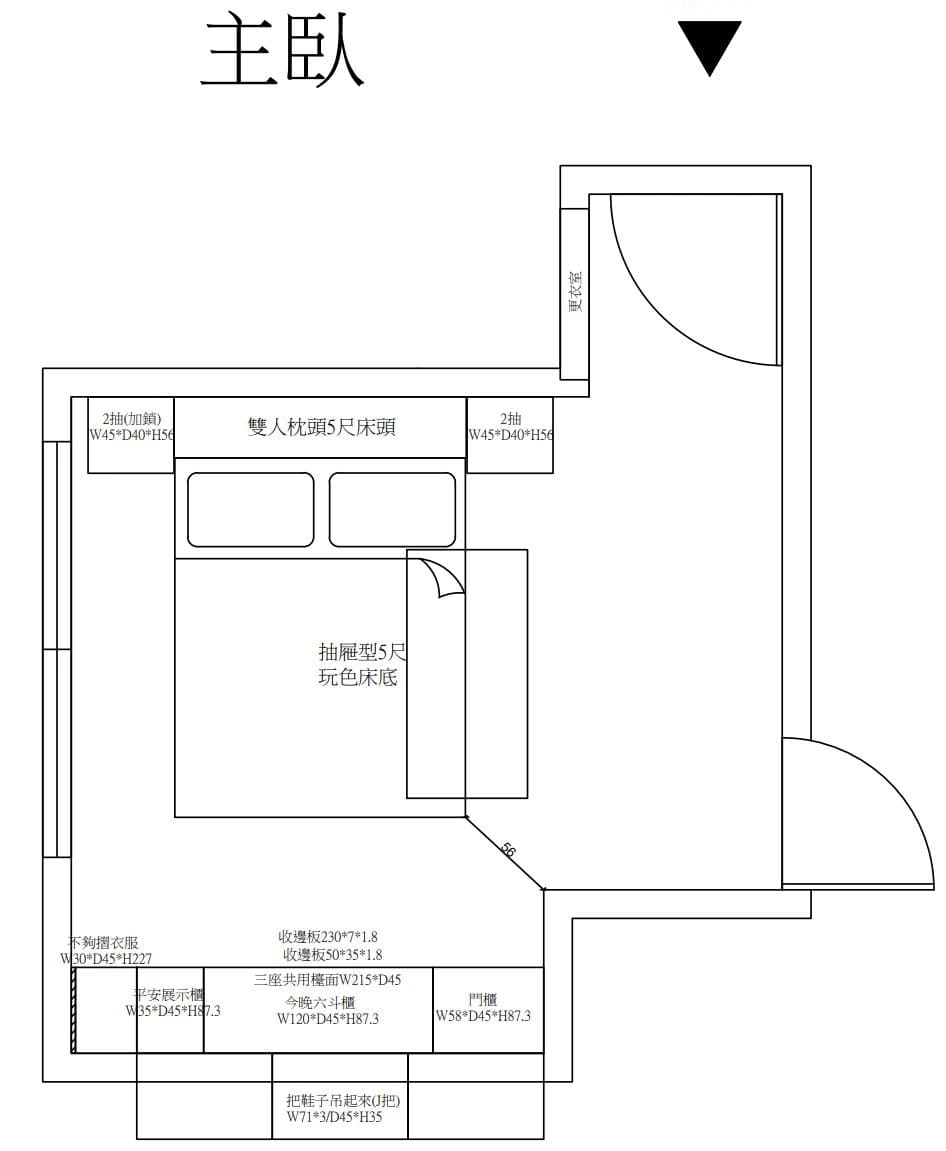 主臥
更衣室
2抽(加鎖)
W45*D40*H56
雙人枕頭5尺床頭
2抽
W45*D40*H56
抽屜型5尺
玩色床底
56
不夠摺衣服
W30*D45*H227
收邊板230*7*1.8
收邊板50*35*1.8
三座共用檯面W215*D45
平安展示櫃
W35*D45*H87.3
今晚六斗櫃
W120*D45*H87.3
門櫃
W58*D45*H87.3
把鞋子吊起來(J把)
W71*3/D45*H35